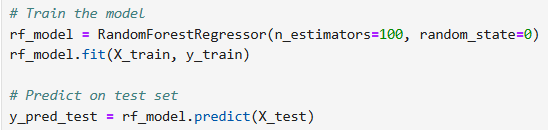 # Train the model
rf_model = RandomForestRegressor(n_estimators=100, random_state=0)
rf_model.fit(X_train, y_train)
# Predict on test set
y_pred_test = rf_model.predict(X_test)